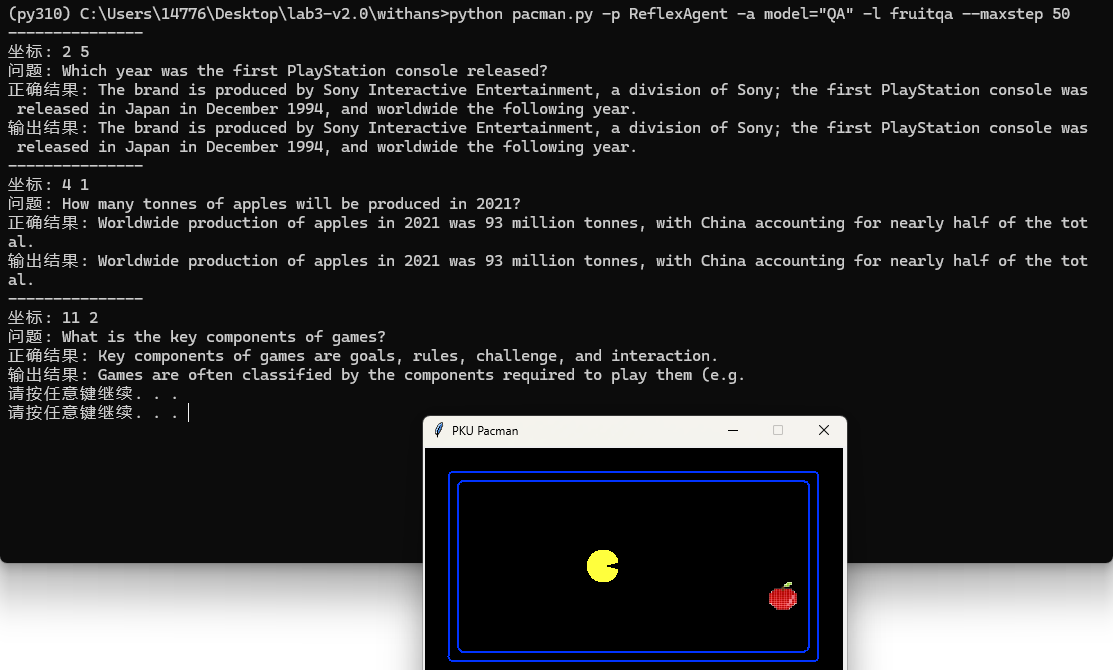 (py310) C:\Users\14776\Desktop\lab3-v2.0\withans>python pacman.py -p ReflexAgent -a model="QA" -l fruitqa --maxstep 50
---------------
坐标: 2 5
问题: Which year was the first PlayStation console released?
正确结果: The brand is produced by Sony Interactive Entertainment, a division of Sony; the first PlayStation console was
released in Japan in December 1994, and worldwide the following year.
输出结果: The brand is produced by Sony Interactive Entertainment, a division of Sony; the first PlayStation console was
released in Japan in December 1994, and worldwide the following year.
---------------
坐标: 4 1
问题: How many tonnes of apples will be produced in 2021?
正确结果: Worldwide production of apples in 2021 was 93 million tonnes, with China accounting for nearly half of the tot
al.
输出结果: Worldwide production of apples in 2021 was 93 million tonnes, with China accounting for nearly half of the tot
al.
---------------
坐标: 11 2
问题: What is the key components of games?
正确结果: Key components of games are goals, rules, challenge, and interaction.
输出结果: Games are often classified by the components required to play them (e.g.
请按任意键继续. . .
请按任意键继续. . .
PKU Pacman